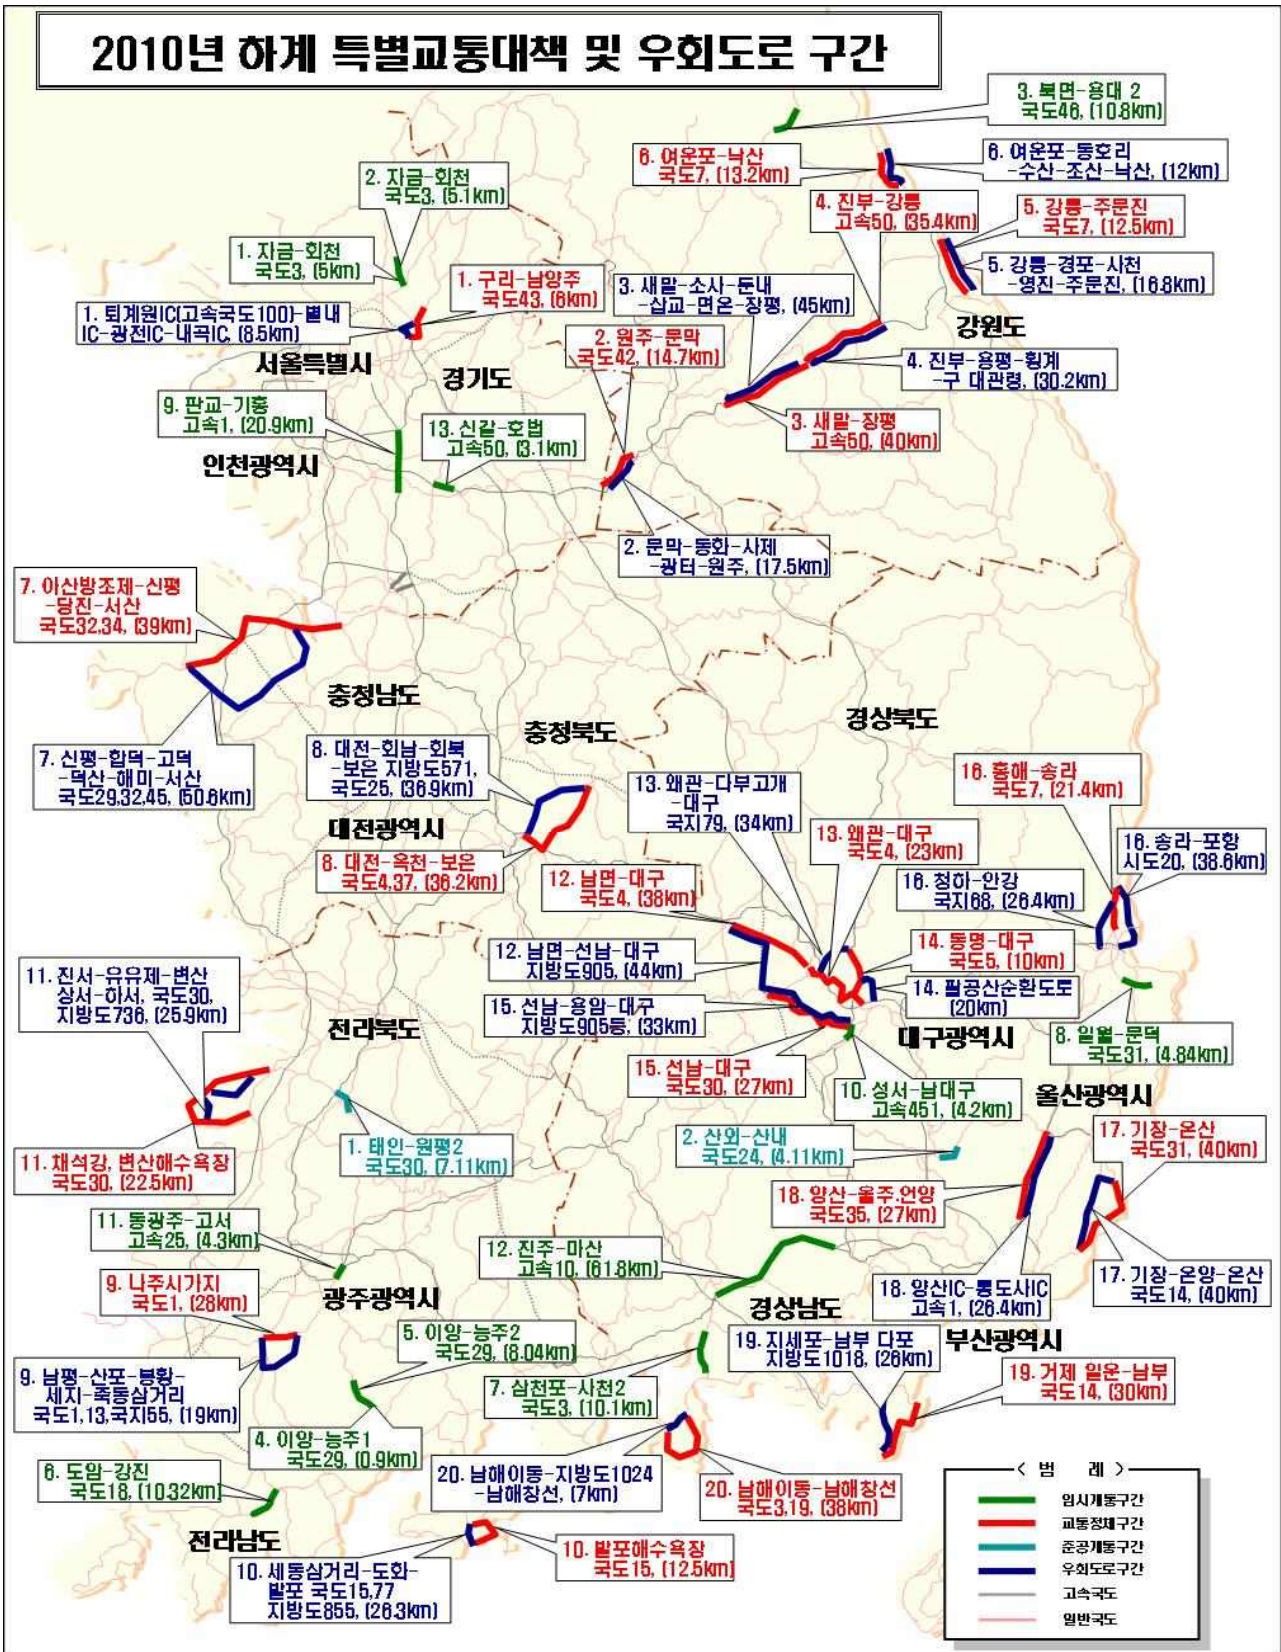 2010년 하계 특별교통대책 및 우회도로 구간
3. 북면-용대 2
국도46, (10.8km)
6. 여운포-낙산
국도7, (13.2km)
6. 여운포-동호리
-수산-조산-낙산, (12km)
2. 자금-회천
국도3, (5.1km)
4. 진부-강릉
고속50, (35.4km)
5. 강릉-주문진
국도7, (12.5km)
1. 자금-회천
국도3, (5km)
1. 구리-남양주
국도43, (6km)
3. 새말-소사-둔내
-삽교-면온-장평, (45km)
5. 강릉-경포-사천
-영진-주문진, (16.8km)
1. 퇴계원IC(고속국도100)-별내
IC-광전IC-내곡IC, (8.5km)
강원도
서울특별시
경기도
2. 원주-문막
국도42, (14.7km)
4. 진부-용평-횡계
-구 대관령, (30.2km)
9. 판교-기흥
고속1, (20.9km)
13. 신갈-호법
고속50, (3.1km)
3. 새말-장평
고속50, (40km)
인천광역시
2. 문막-동화-사제
-광터-원주, (17.5km)
7. 아산방조제-신평
-당진-서산
국도32,34, (39km)
충청남도
충청북도
경상북도
7. 신평-합덕-고덕
-덕산-해미-서산
국도29,32,45, (50.6km)
8. 대전-회남-회북
-보은 지방도571,
국도25, (36.9km)
13. 왜관-다부고개
-대구
국지79, (34km)
16. 흥해-송라
국도7, (21.4km)
대전광역시
13. 왜관-대구
국도4, (23km)
16. 송라-포항
시도20, (38.6km)
8. 대전-옥천-보은
국도4,37, (36.2km)
12. 남면-대구
국도4, (38km)
16. 청하-안강
국지68, (26.4km)
12. 남면-선남-대구
지방도905, (44km)
14. 동명-대구
국도5, (10km)
11. 진서-유유제-변산
상서-하서, 국도30,
지방도736, (25.9km)
14. 팔공산순환도로
(20km)
15. 선남-용암-대구
지방도905등, (33km)
전라북도
대구광역시
8. 일월-문덕
국도31, (4.84km)
15. 선남-대구
국도30, (27km)
10. 성서-남대구
고속451, (4.2km)
울산광역시
11. 채석강, 변산해수욕장
국도30, (22.5km)
1. 태인-원평2
국도30, (7.11km)
2. 산외-산내
국도24, (4.11km)
17. 기장-온산
국도31, (40km)
18. 양산-울주.언양
국도35, (27km)
11. 동광주-고서
고속25, (4.3km)
12. 진주-마산
고속10, (61.8km)
9. 나주시가지
국도1, (28km)
광주광역시
18. 양산IC-통도사IC
고속1, (26.4km)
17. 기장-온양-온산
국도14, (40km)
경상남도
5. 이양-능주2
국도29, (8.04km)
19. 지세포-남부 다포
지방도1018, (26km)
부산광역시
9. 남평-산포-봉황-
세지-죽동삼거리
국도1,13,국지55, (19km)
7. 삼천포-사천2
국도3, (10.1km)
19. 거제 일운-남부
국도14, (30km)
4. 이양-능주1
국도29, (0.9km)
6. 도암-강진
국도18, (10.32km)
20. 남해이동-지방도1024
-남해창선, (7km)
20. 남해이동-남해창선
국도3,19, (38km)
전라남도
10. 세동삼거리-도화-
발포 국도15,77
지방도855, (26.3km)
10. 발포해수욕장
국도15, (12.5km)
< 범 례 >
임시개통구간
교통정체구간
준공개통구간
우회도로구간
고속국도
일반국도